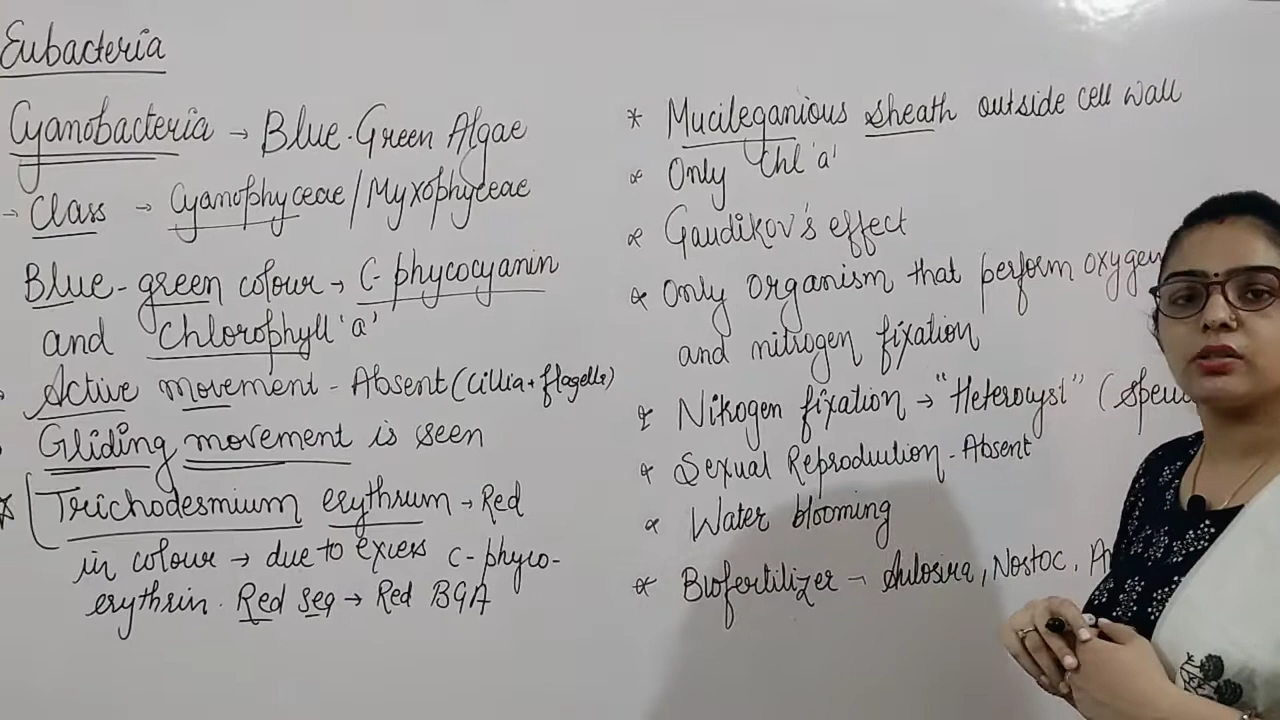 Eubacteria
Cyanobacteria → Blue-Green Algae
→ Class → Cyanophyceae/Myxophyceae
Blue-green colour → C-phycocyanin
and Chlorophyll 'a'
Active movement - Absent (Cillia + flagella)
Gliding movement is seen
Trichodesmium erythrum → Red
in colour → due to excess C-phyco-
erythrin. Red sea → Red BGA
* Mucileganious sheath outside cell wall
Only Chl 'a'
Gaudikov's effect
Only organism that perform oxygen
and nitrogen fixation
Nitrogen fixation → "Heterocyst" (
Sexual Reproduction - Absent
Water blooming
Biofertilizer - Aulosira, Nostoc,